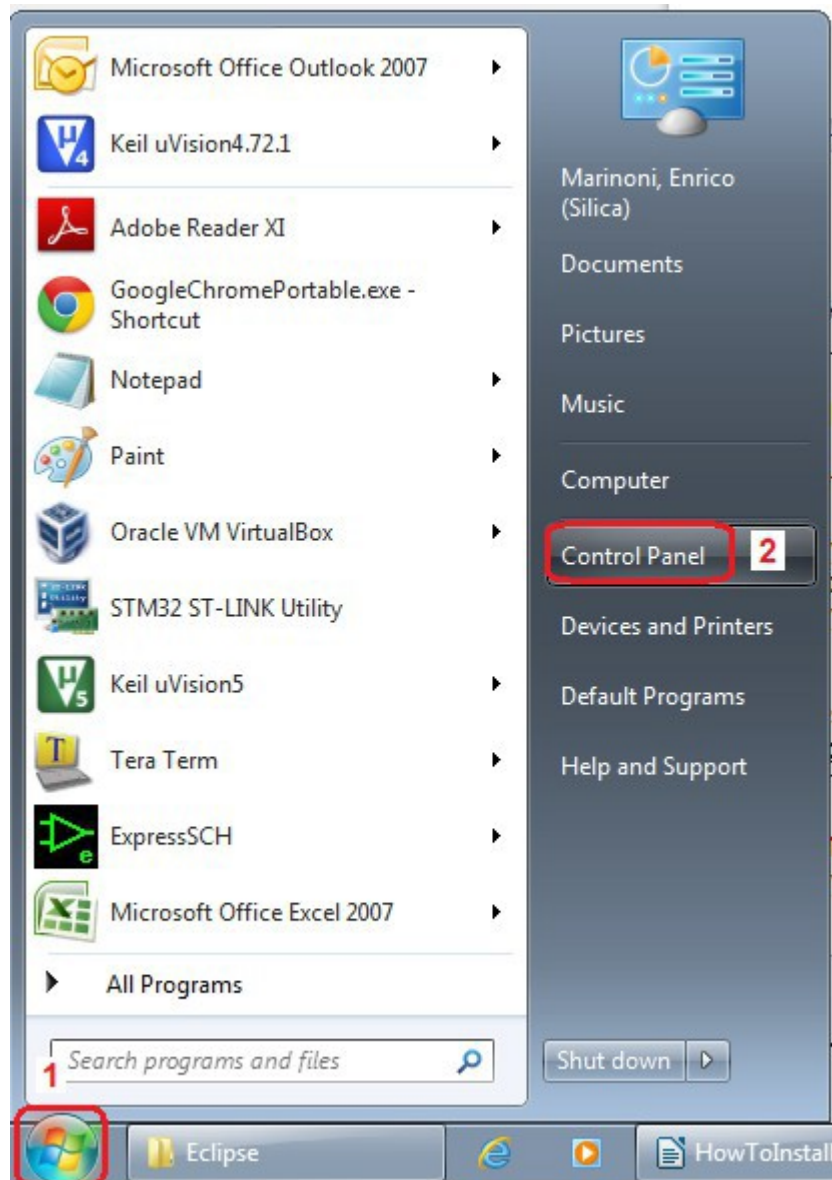 Microsoft Office Outlook 2007
Keil uVision4.72.1
Adobe Reader XI
GoogleChromePortable.exe -
Shortcut
Notepad
Paint
Oracle VM VirtualBox
STM32 ST-LINK Utility
Keil uVision5
Tera Term
ExpressSCH
Microsoft Office Excel 2007
All Programs
Search programs and files
1
Marinoni, Enrico
(Silica)
Documents
Pictures
Music
Computer
Control Panel 2
Devices and Printers
Default Programs
Help and Support
Shut down
Eclipse
HowToInstall